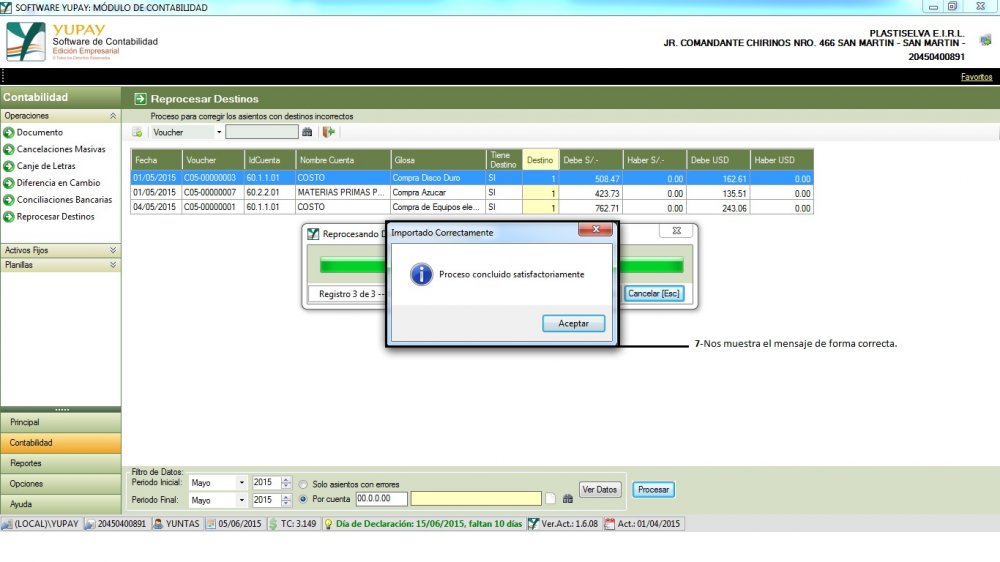 SOFTWARE YUPAY: MÓDULO DE CONTABILIDAD
YUPAY
Software de Contabilidad
Edición Empresarial
© Todos los Derechos Reservados
PLASTISELVA E.I.R.L.
JR. COMANDANTE CHIRINOS NRO. 466 SAN MARTIN - SAN MARTIN -
20450400891
Favoritos
Contabilidad
Reprocesar Destinos
Operaciones
Proceso para corregir los asientos con destinos incorrectos
Documento
Cancelaciones Masivas
Canje de Letras
Diferencia en Cambio
Conciliaciones Bancarias
Reprocesar Destinos
Activos Fijos
Planillas
Voucher
Fecha Voucher IdCuenta Nombre Cuenta Glosa Tiene Destino Destino Debe S/.- Haber S/.- Debe USD Haber USD
01/05/2015 C05-00000003 60.1.1.01 COSTO Compra Disco Duro SI 1 508.47 0.00 162.61 0.00
01/05/2015 C05-00000007 60.2.2.01 MATERIAS PRIMAS P... Compra Azucar SI 1 423.73 0.00 135.51 0.00
04/05/2015 C05-00000001 60.1.1.01 COSTO Compra de Equipos ele... SI 1 762.71 0.00 243.06 0.00
Reprocesando D
Importado Correctamente
Proceso concluido satisfactoriamente
Registro 3 de 3 --
Cancelar [Esc]
Aceptar
7-Nos muestra el mensaje de forma correcta.
Principal
Contabilidad
Reportes
Opciones
Ayuda
Filtro de Datos:
Periodo Inicial: Mayo 2015 Solo asientos con errores
Periodo Final: Mayo 2015 Por cuenta 00.0.0.00
Ver Datos
Procesar
(LOCAL)\YUPAY 20450400891 YUNTAS 05/06/2015 TC: 3.149 Día de Declaración: 15/06/2015, faltan 10 días Ver.Act.: 1.6.08 Act.: 01/04/2015